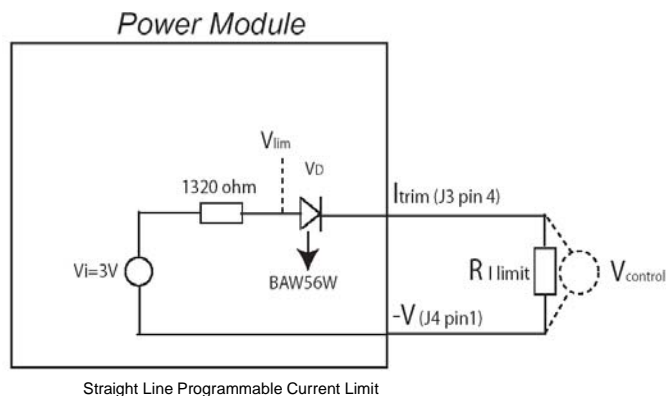 Power Module
Vlim
VD
1320 ohm
Itrim (J3 pin 4)
Vi=3V
BAW56W
R I limit
Vcontrol
-V (J4 pin1)
Straight Line Programmable Current Limit